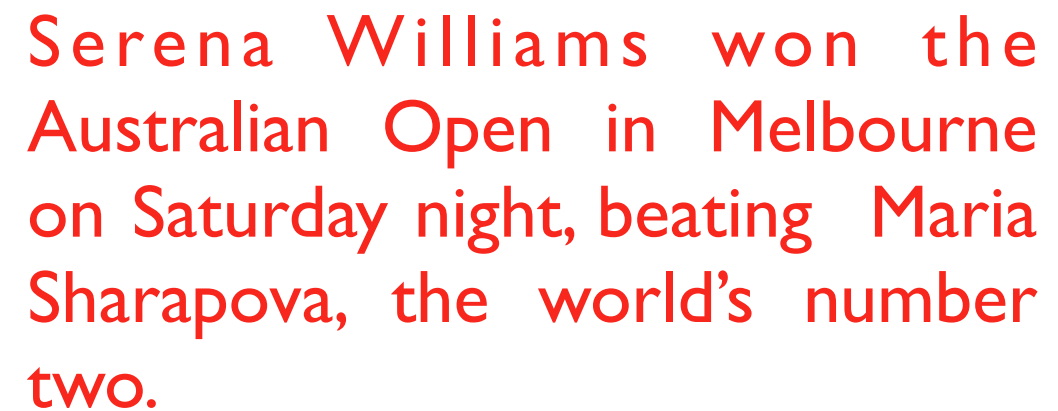 Serena Williams won the
Australian Open in Melbourne
on Saturday night, beating Maria
Sharapova, the world’s number
two.